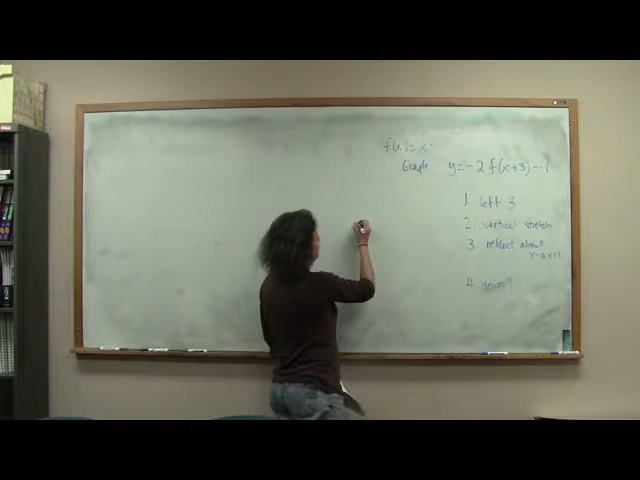 f(x)=x²
Graph y=-2 f(x+3)-1
1. left 3
2. vertical stretch
3. reflect about
x-axis
4. down 1